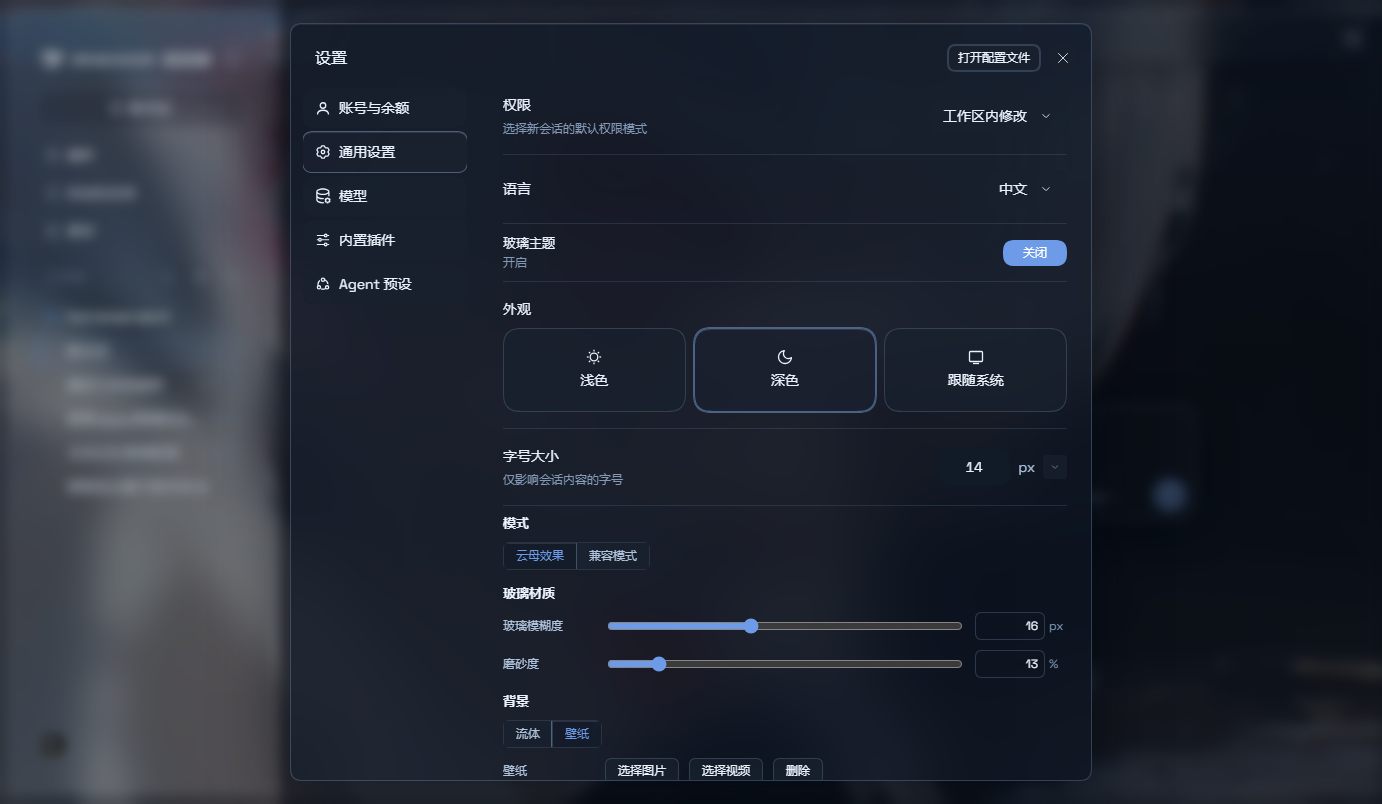 设置
打开配置文件
账号与余额
通用设置
模型
内置插件
Agent 预设
权限
选择新会话的默认权限模式
工作区内修改
语言
中文
玻璃主题
开启
关闭
外观
浅色
深色
跟随系统
字号大小
仅影响会话内容的字号
14 px
模式
云母效果 兼容模式
玻璃材质
玻璃模糊度 16 px
磨砂度 13 %
背景
流体 壁纸
壁纸 选择图片 选择视频 删除